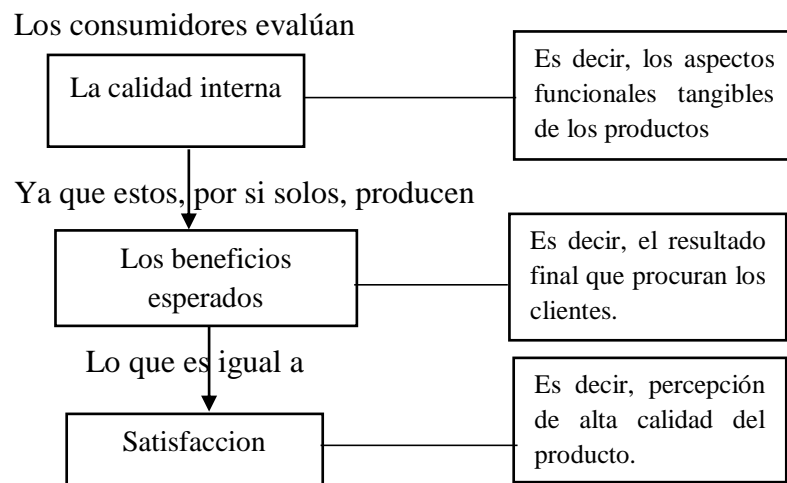 Los consumidores evalúan
La calidad interna
Es decir, los aspectos
funcionales tangibles
de los productos
Ya que estos, por si solos, producen
Los beneficios
esperados
Es decir, el resultado
final que procuran los
clientes.
Lo que es igual a
Satisfaccion
Es decir, percepción
de alta calidad del
producto.